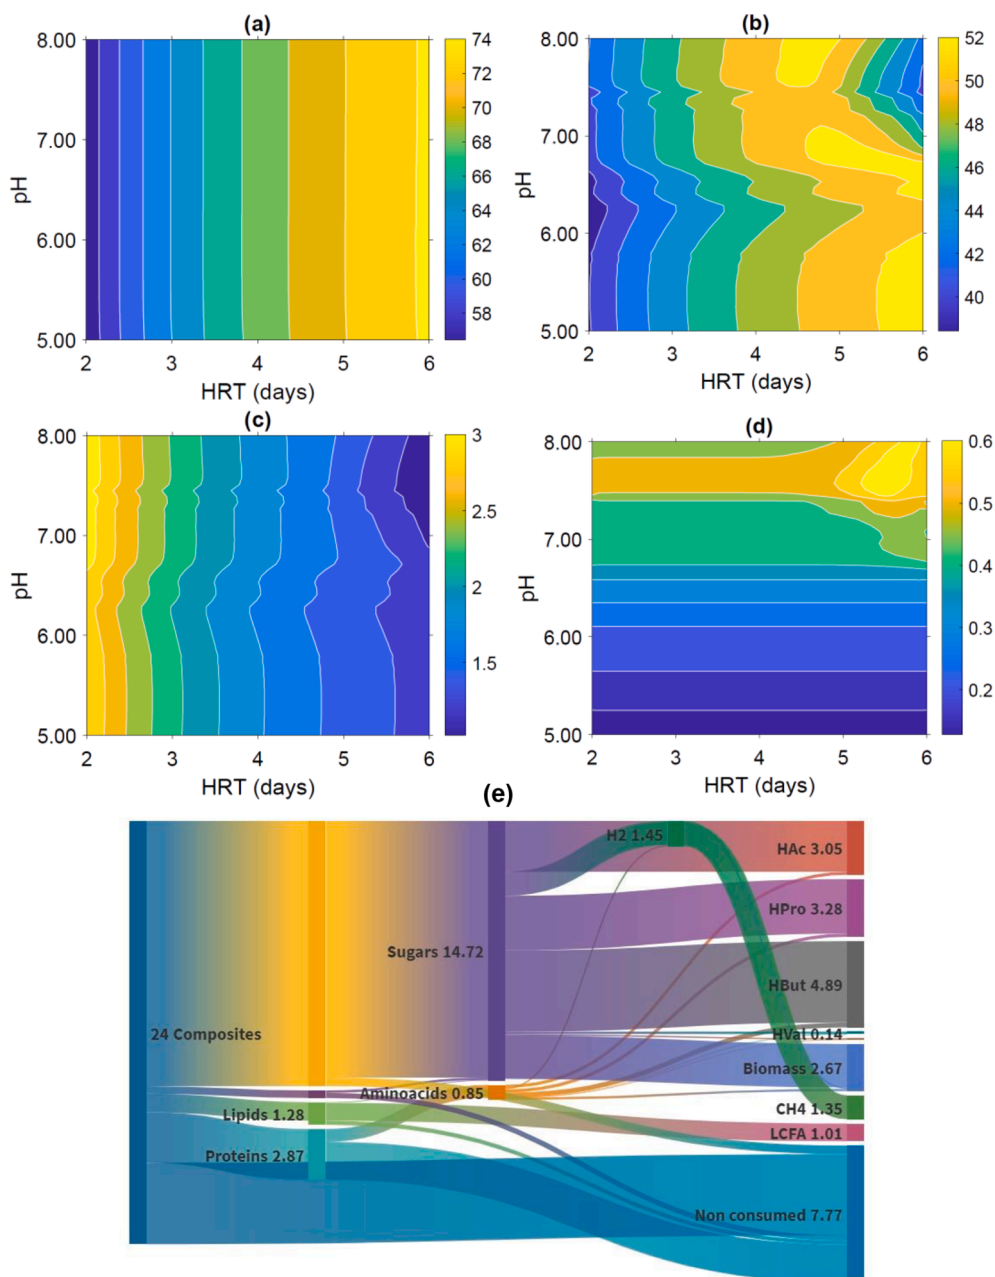 (a)
8.00
7.00
6.00
5.00
pH
2 3 4 5 6
HRT (days)
74
72
70
68
66
64
62
60
58
(b)
8.00
7.00
6.00
5.00
pH
2 3 4 5 6
HRT (days)
52
50
48
46
44
42
40
(c)
8.00
7.00
6.00
5.00
pH
2 3 4 5 6
HRT (days)
3
2.5
2
1.5
(d)
8.00
7.00
6.00
5.00
pH
2 3 4 5 6
HRT (days)
0.6
0.5
0.4
0.3
0.2
(e)
H2 1.45
HAc 3.05
HPro 3.28
Sugars 14.72
HBut 4.89
24 Composites
HVal 0.14
Biomass 2.67
Aminoacids 0.85
CH4 1.35
Lipids 1.28
LCFA 1.01
Proteins 2.87
Non consumed 7.77